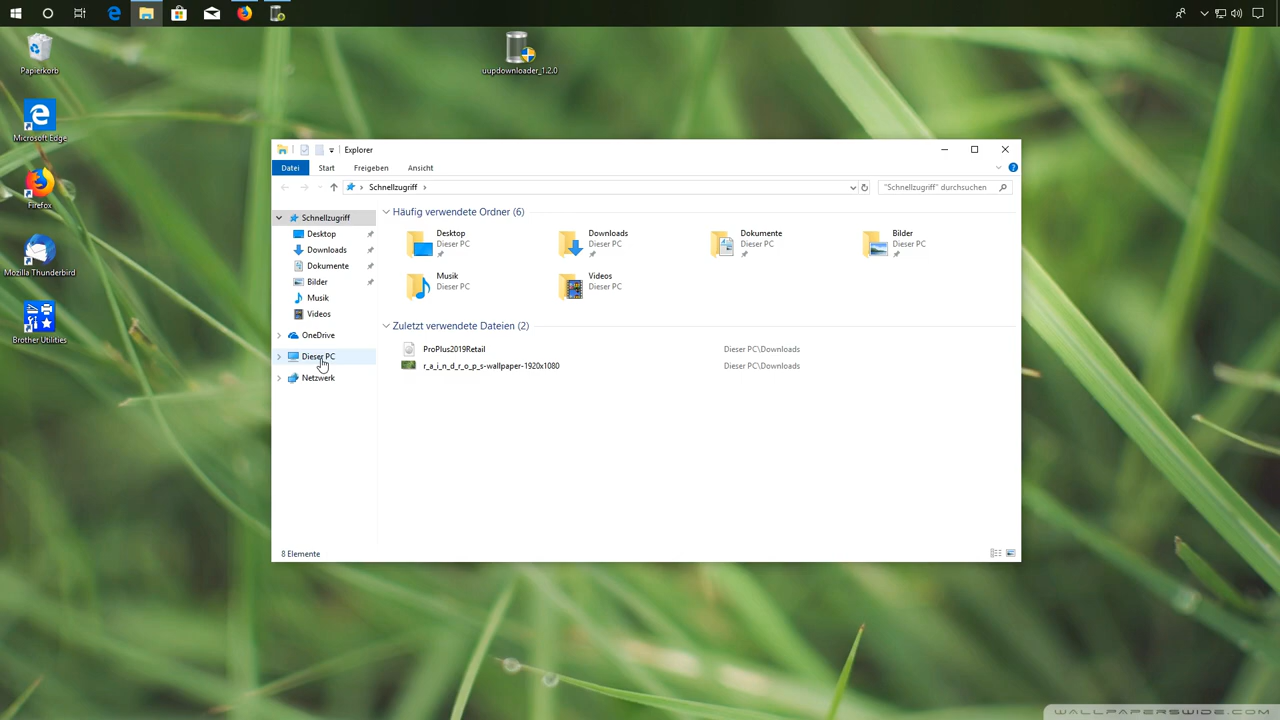 Papierkorb
uupdownloader_1.2.0
Microsoft Edge
Firefox
Mozilla Thunderbird
Brother Utilities
Explorer
Datei
Start
Freigeben
Ansicht
Schnellzugriff
"Schnellzugriff" durchsuchen
Schnellzugriff
Desktop
Downloads
Dokumente
Bilder
Musik
Videos
OneDrive
Dieser PC
Netzwerk
Häufig verwendete Ordner (6)
Desktop
Dieser PC
Downloads
Dieser PC
Dokumente
Dieser PC
Bilder
Dieser PC
Musik
Dieser PC
Videos
Dieser PC
Zuletzt verwendete Dateien (2)
ProPlus2019Retail
Dieser PC\Downloads
r_a_i_n_d_r_o_p_s-wallpaper-1920x1080
Dieser PC\Downloads
8 Elemente
WALLPAPERSWIDE.COM